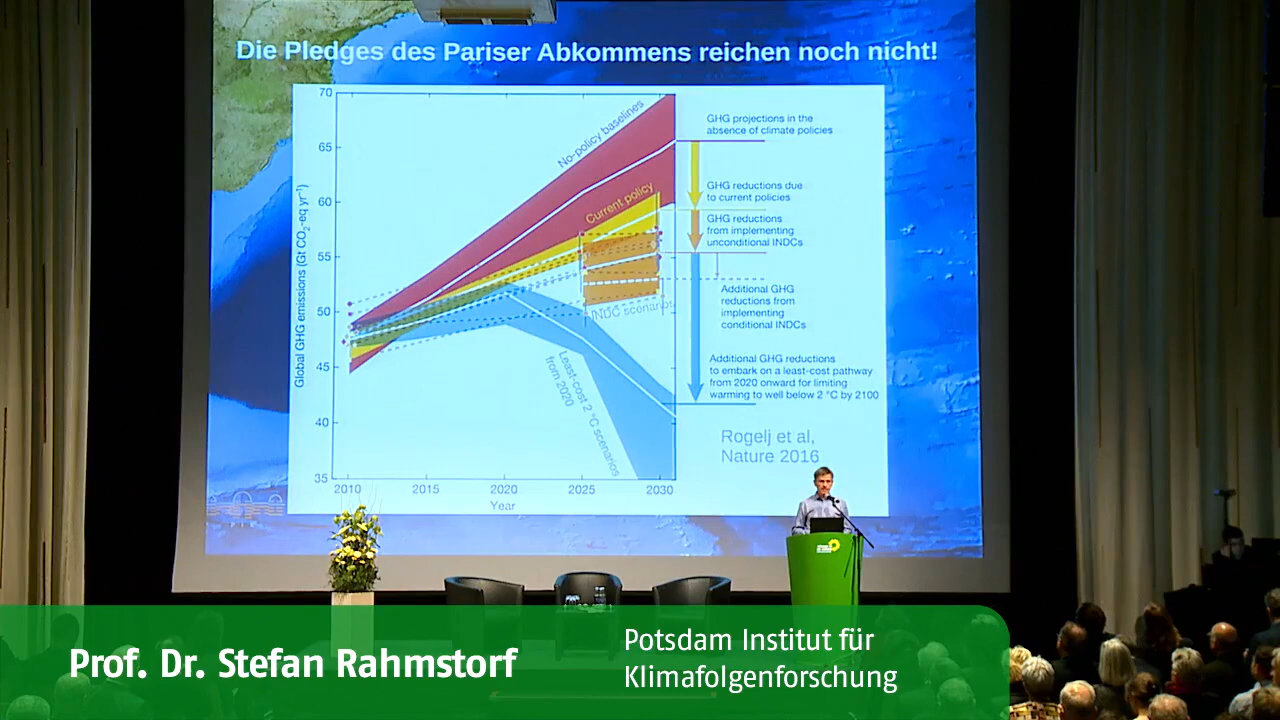 Die Pledges des Pariser Abkommens reichen noch nicht!
70
65
60
55
50
45
40
35
Global GHG emissions (Gt CO₂-eq yr⁻¹)
2010
2015
2020
2025
2030
Year
No-policy baselines
Current policy
INDC scenarios
Least-cost 2 °C scenarios
from 2020
GHG projections in the
absence of climate policies
GHG reductions due
to current policies
GHG reductions
from implementing
unconditional INDCs
Additional GHG
reductions from
implementing
conditional INDCs
Additional GHG reductions
to embark on a least-cost pathway
from 2020 onward for limiting
warming to well below 2 °C by 2100
Rogelj et al,
Nature 2016
Prof. Dr. Stefan Rahmstorf
Potsdam Institut für
Klimafolgenforschung